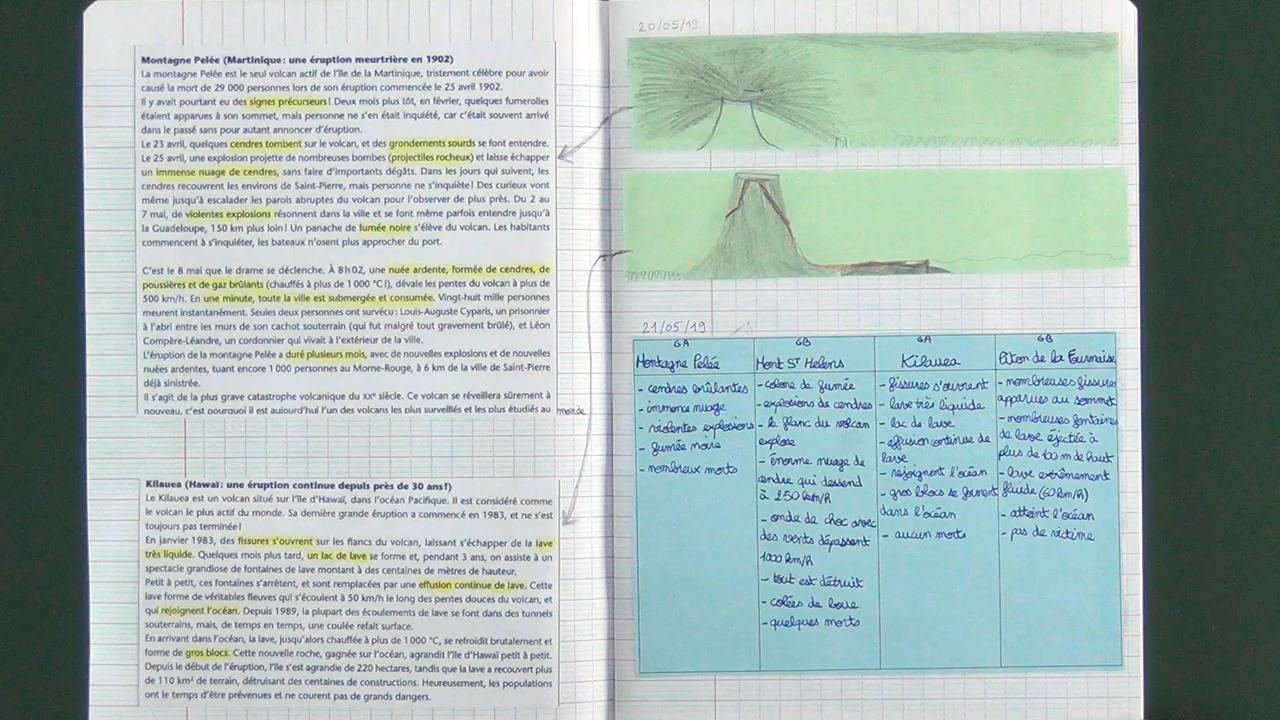 Montagne Pelée (Martinique : une éruption meurtrière en 1902)
La montagne Pelée est le seul volcan actif de l'île de la Martinique, tristement célèbre pour avoir
causé la mort de 29 000 personnes lors de son éruption commencée le 25 avril 1902.
Il y avait pourtant eu des signes précurseurs ! Deux mois plus tôt, en février, quelques fumerolles
étaient apparues à son sommet, mais personne ne s'en était inquiété, car c'était souvent arrivé
dans le passé sans pour autant annoncer d'éruption.
Le 23 avril, quelques cendres tombent sur le volcan, et des grondements sourds se font entendre.
Le 25 avril, une explosion projette de nombreuses bombes (projectiles rocheux) et laisse échapper
un immense nuage de cendres, sans faire d'importants dégâts. Dans les jours qui suivent, les
cendres recouvrent les environs de Saint-Pierre, mais personne ne s'inquiète ! Des curieux vont
même jusqu'à escalader les parois abruptes du volcan pour l'observer de plus près. Du 2 au
7 mai, de violentes explosions résonnent dans la ville et se font même parfois entendre jusqu'à
la Guadeloupe, 150 km plus loin ! Un panache de fumée noire s'élève du volcan. Les habitants
commencent à s'inquiéter, les bateaux n'osent plus approcher du port.
C'est le 8 mai que le drame se déclenche. À 8 h 02, une nuée ardente, formée de cendres, de
poussières et de gaz brûlants (chauffés à plus de 1 000 °C !), dévale les pentes du volcan à plus de
500 km/h. En une minute, toute la ville est submergée et consumée. Vingt-huit mille personnes
meurent instantanément. Seules deux personnes ont survécu : Louis-Auguste Cyparis, un prisonnier
à l'abri entre les murs de son cachot souterrain (qui fut malgré tout gravement brûlé), et Léon
Compère-Léandre, un cordonnier qui vivait à l'extérieur de la ville.
L'éruption de la montagne Pelée a duré plusieurs mois, avec de nouvelles explosions et de nouvelles
nuées ardentes, tuant encore 1 000 personnes au Morne-Rouge, à 6 km de la ville de Saint-Pierre
déjà sinistrée.
Il s'agit de la plus grave catastrophe volcanique du XXe siècle. Ce volcan se réveillera sûrement à
nouveau, c'est pourquoi il est aujourd'hui l'un des volcans les plus surveillés et les plus étudiés au monde
Kilauea (Hawaï : une éruption continue depuis près de 30 ans !)
Le Kilauea est un volcan situé sur l'île d'Hawaï, dans l'océan Pacifique. Il est considéré comme
le volcan le plus actif du monde. Sa dernière grande éruption a commencé en 1983, et ne s'est
toujours pas terminée !
En janvier 1983, des fissures s'ouvrent sur les flancs du volcan, laissant s'échapper de la lave
très liquide. Quelques mois plus tard, un lac de lave se forme et, pendant 3 ans, on assiste à un
spectacle grandiose de fontaines de lave montant à des centaines de mètres de hauteur.
Petit à petit, ces fontaines s'arrêtent, et sont remplacées par une effusion continue de lave. Cette
lave forme de véritables fleuves qui s'écoulent à 50 km/h le long des pentes douces du volcan, et
qui rejoignent l'océan. Depuis 1989, la plupart des écoulements de lave se font dans des tunnels
souterrains, mais, de temps en temps, une coulée refait surface.
En arrivant dans l'océan, la lave, jusqu'alors chauffée à plus de 1 000 °C, se refroidit brutalement et
forme de gros blocs. Cette nouvelle roche, gagnée sur l'océan, agrandit l'île d'Hawaï petit à petit.
Depuis le début de l'éruption, l'île s'est agrandie de 220 hectares, tandis que la lave a recouvert plus
de 110 km² de terrain, détruisant des centaines de constructions. Heureusement, les populations
ont le temps d'être prévenues et ne courent pas de grands dangers.
20/05/19
21/05/19
6A
Montagne Pelée
- cendres brûlantes
- immense nuage
- violentes explosions
- fumée noire
- nombreux morts
6B
Mont St Helens
- colone de fumée
- explosions de cendres
- le flanc du volcan
explose
- énorme nuage de
cendre qui dessend
à 250 km/h
- onde de choc avec
des vents dépassent
1000 km/h
- tout est détruit
- colées de boue
- quelques morts
6A
Kilauea
- fissures s'ouvrent
- lave très liquide
- lac de lave
- effusion continue de
lave
- rejoignent l'océan
- gros blocs se forment
dans l'océan
- aucun morts
6B
Piton de la Fournaise
- nombreuses fissures
apparues au sommet
- nombreuses fontaines
de lave éjectée à
plus de 100 m de haut
- lave extrêmement
fluide (60 km/h)
- atteint l'océan
- pas de victime